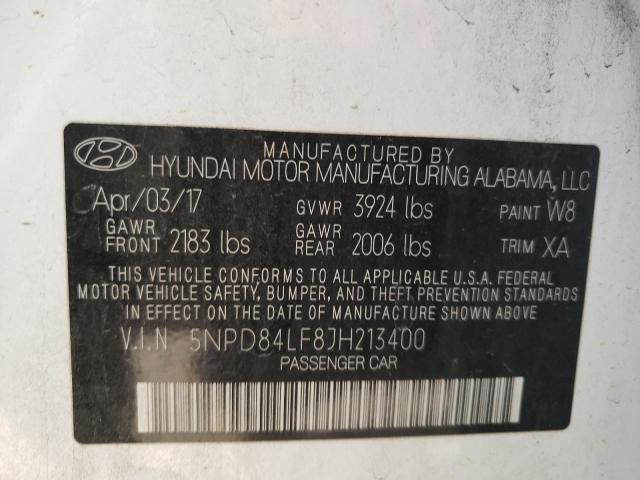 MANUFACTURED BY
HYUNDAI MOTOR MANUFACTURING ALABAMA, LLC
Apr/03/17 GVWR 3924 lbs PAINT W8
GAWR FRONT 2183 lbs GAWR REAR 2006 lbs TRIM XA
THIS VEHICLE CONFORMS TO ALL APPLICABLE U.S.A. FEDERAL
MOTOR VEHICLE SAFETY, BUMPER, AND THEFT PREVENTION STANDARDS
IN EFFECT ON THE DATE OF MANUFACTURE SHOWN ABOVE
V.I.N 5NPD84LF8JH213400
PASSENGER CAR